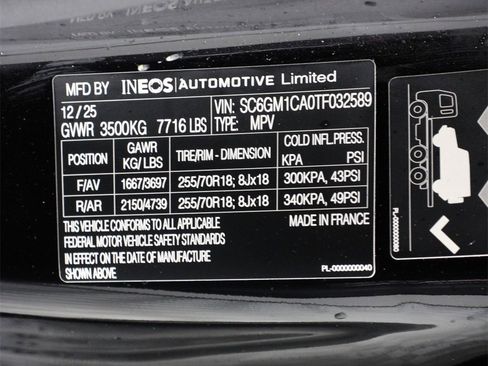 MFD BY INEOS AUTOMOTIVE Limited
12/25 VIN: SC6GM1CA0TF032589
GVWR 3500KG 7716 LBS TYPE: MPV
POSITION GAWR KG/LBS TIRE/RIM - DIMENSION COLD INFL.PRESS. KPA PSI
F/AV 1667/3697 255/70R18; 8Jx18 300KPA, 43PSI
R/AR 2150/4739 255/70R18; 8Jx18 340KPA, 49PSI
THIS VEHICLE CONFORMS TO ALL APPLICABLE MADE IN FRANCE
FEDERAL MOTOR VEHICLE SAFETY STANDARDS
IN EFFECT ON THE DATE OF MANUFACTURE
SHOWN ABOVE PL-0000000040